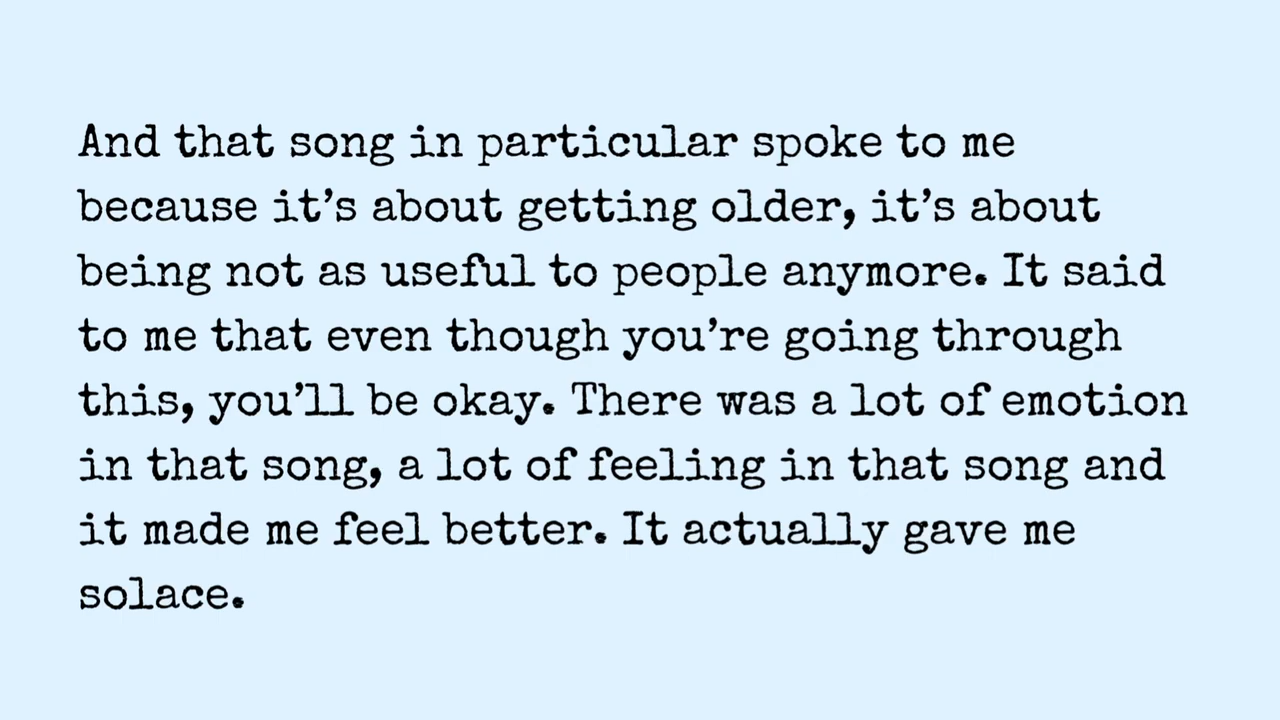 And that song in particular spoke to me
because it’s about getting older, it’s about
being not as useful to people anymore. It said
to me that even though you’re going through
this, you’ll be okay. There was a lot of emotion
in that song, a lot of feeling in that song and
it made me feel better. It actually gave me
solace.